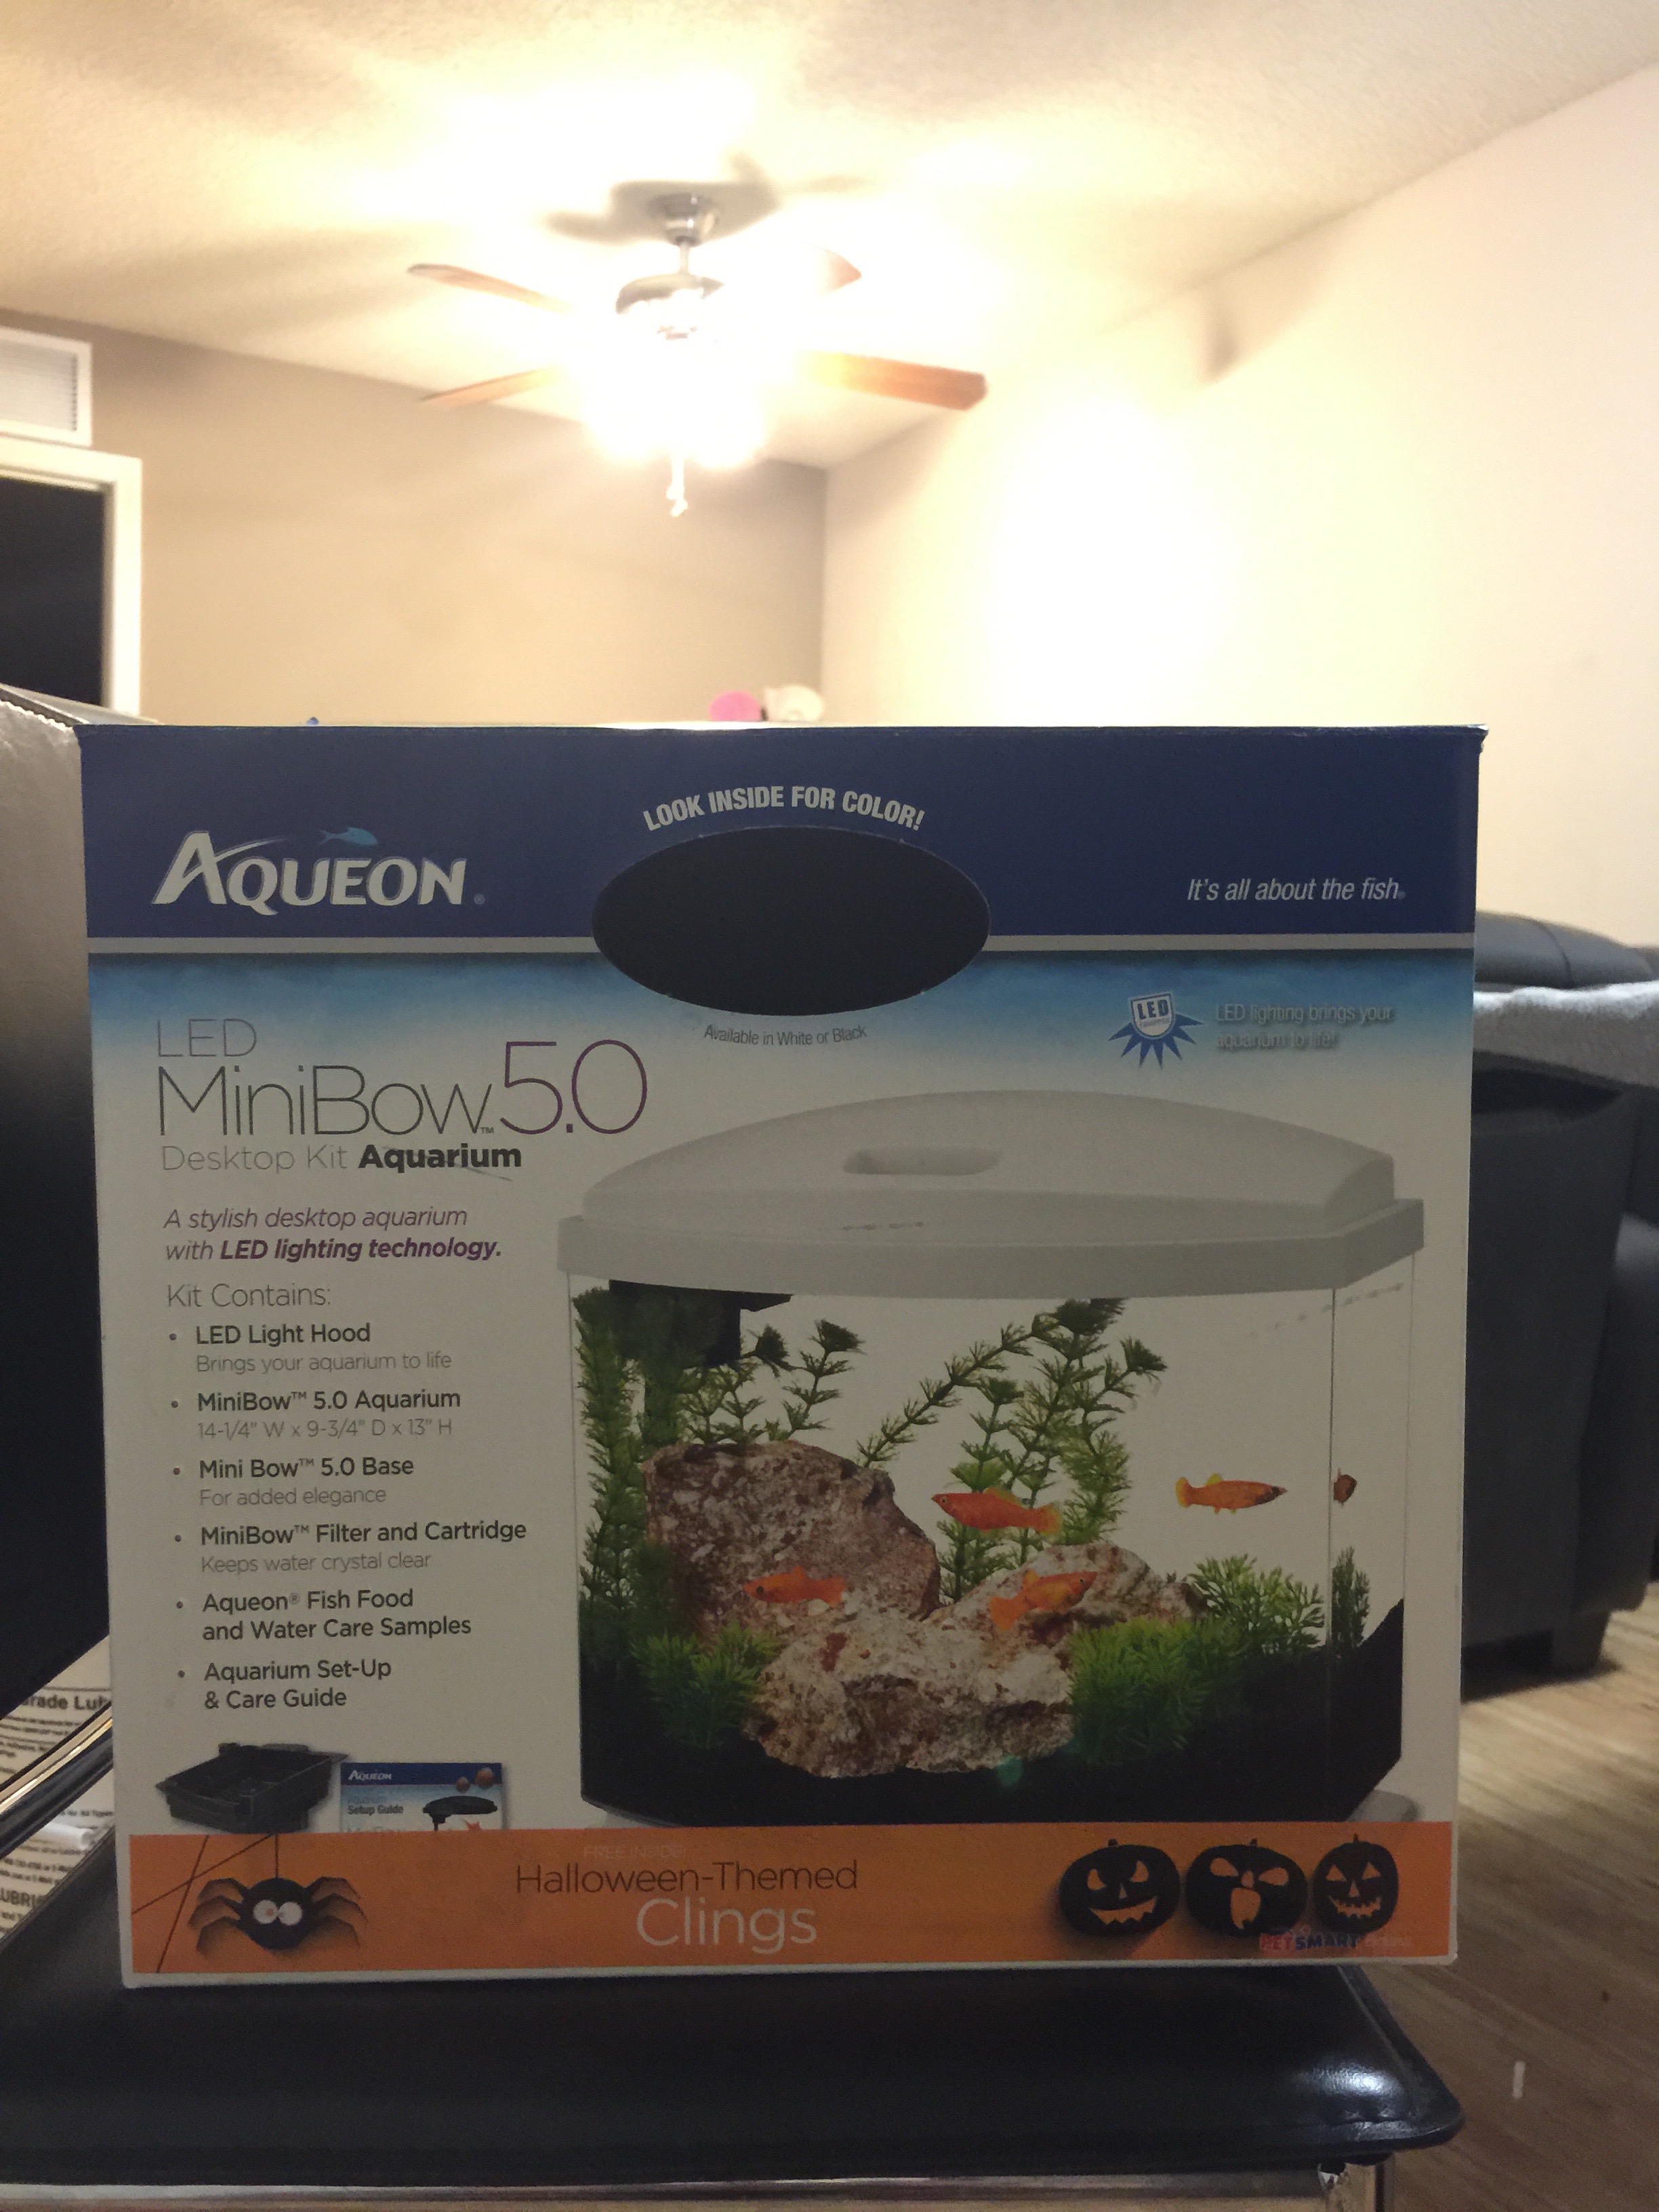 LOOK INSIDE FOR COLOR!
AQUEON®
It's all about the fish®
Available in White or Black
LED
LED lighting brings your
aquarium to life!
LED
MiniBow™ 5.0
Desktop Kit Aquarium
A stylish desktop aquarium
with LED lighting technology.
Kit Contains:
• LED Light Hood
Brings your aquarium to life
• MiniBow™ 5.0 Aquarium
14-1/4" W x 9-3/4" D x 13" H
• Mini Bow™ 5.0 Base
For added elegance
• MiniBow™ Filter and Cartridge
Keeps water crystal clear
• Aqueon® Fish Food
and Water Care Samples
• Aquarium Set-Up
& Care Guide
AQUEON
Aquarium
Setup Guide
FREE INSIDE!
Halloween-Themed
Clings
PETSMART